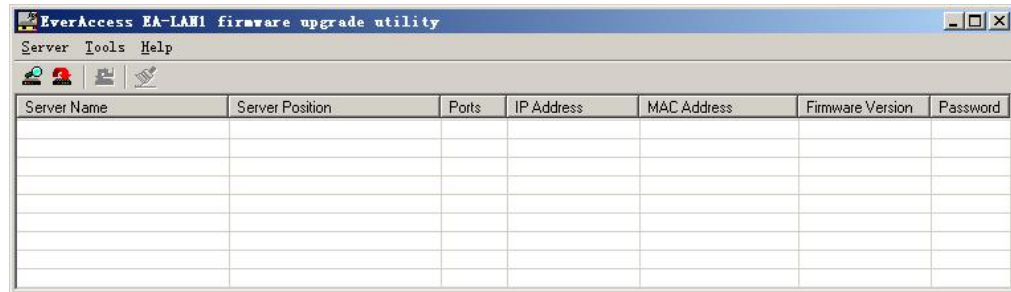 EverAccess EA-LAN1 firmware upgrade utility
Server Tools Help
Server Name Server Position Ports IP Address MAC Address Firmware Version Password